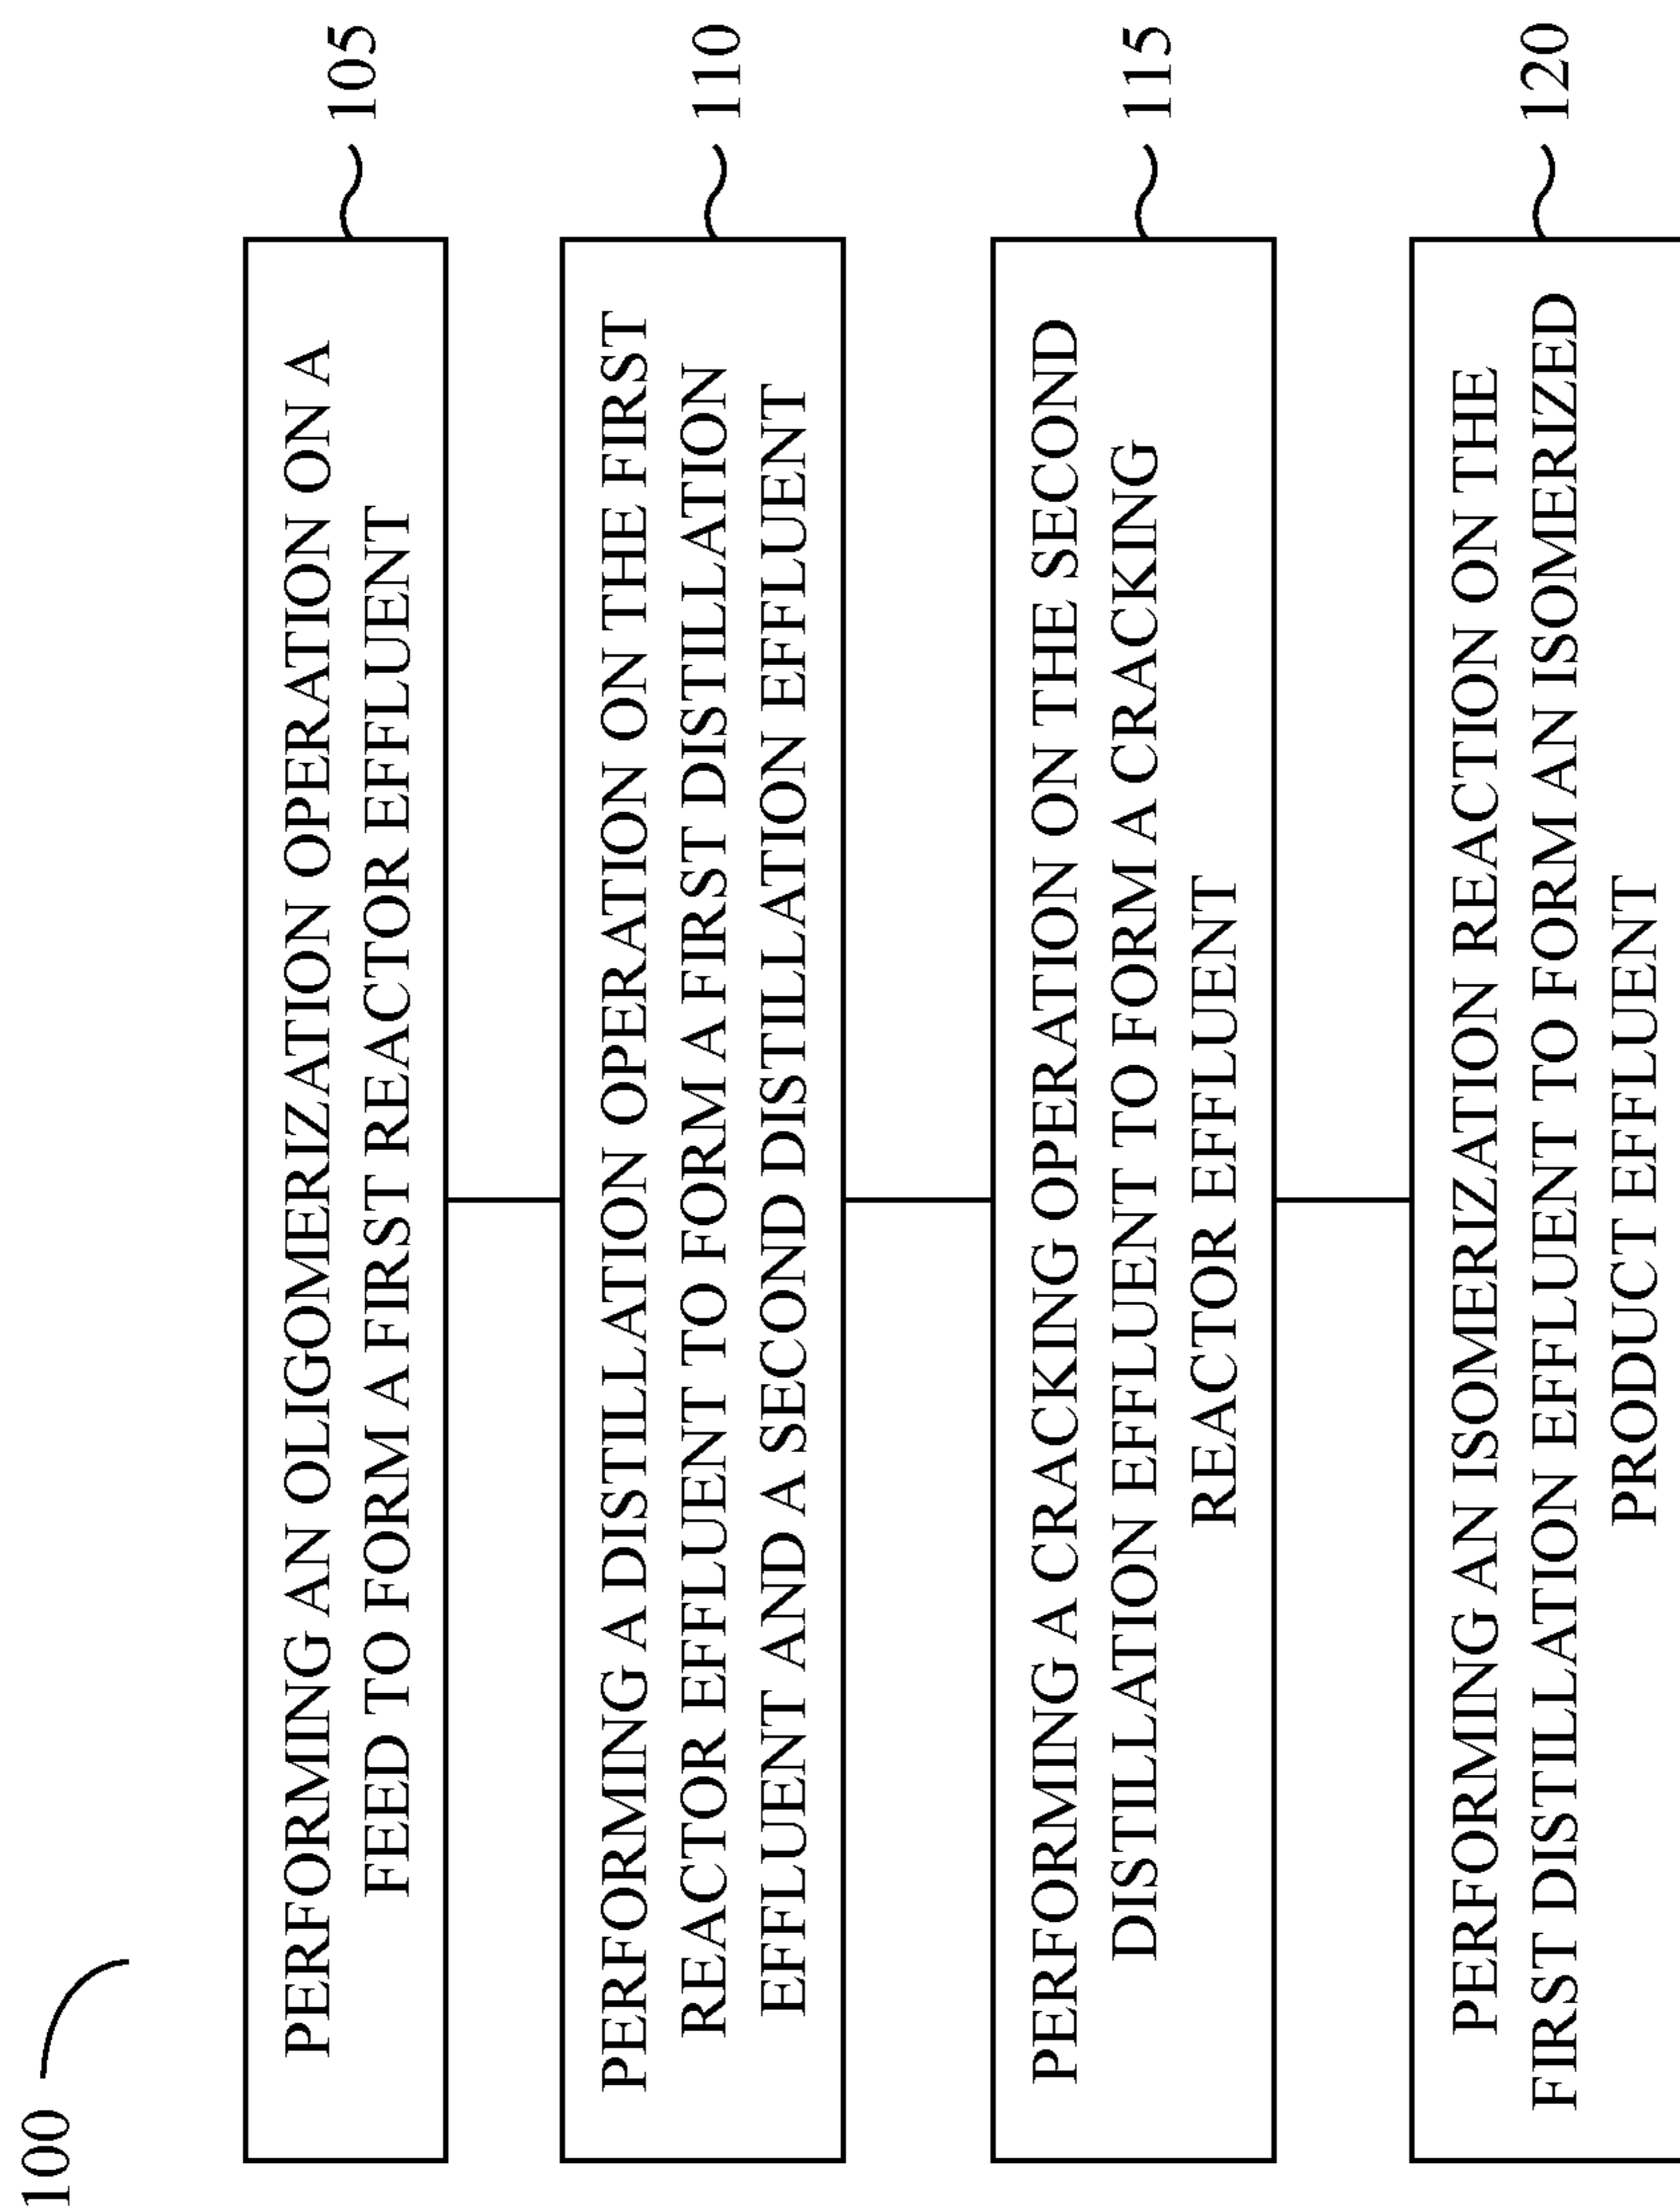 100
PERFORMING AN OLIGOMERIZATION OPERATION ON A
FEED TO FORM A FIRST REACTOR EFFLUENT
105
PERFORMING A DISTILLATION OPERATION ON THE FIRST
REACTOR EFFLUENT TO FORM A FIRST DISTILLATION
EFFLUENT AND A SECOND DISTILLATION EFFLUENT
110
PERFORMING A CRACKING OPERATION ON THE SECOND
DISTILLATION EFFLUENT TO FORM A CRACKING
REACTOR EFFLUENT
115
PERFORMING AN ISOMERIZATION REACTION ON THE
FIRST DISTILLATION EFFLUENT TO FORM AN ISOMERIZED
PRODUCT EFFLUENT
120